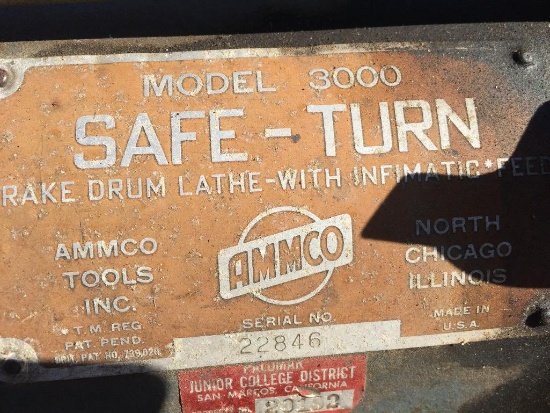 MODEL 3000
SAFE-TURN
RAKE DRUM LATHE-WITH INFIMATIC* FEED
AMMCO
TOOLS
INC.
* T.M. REG
PAT. PEND.
AMMCO
NORTH
CHICAGO
ILLINOIS
SERIAL NO.
22846
MADE IN
U.S.A.
PALOMAR
JUNIOR COLLEGE DISTRICT
SAN MARCOS, CALIFORNIA